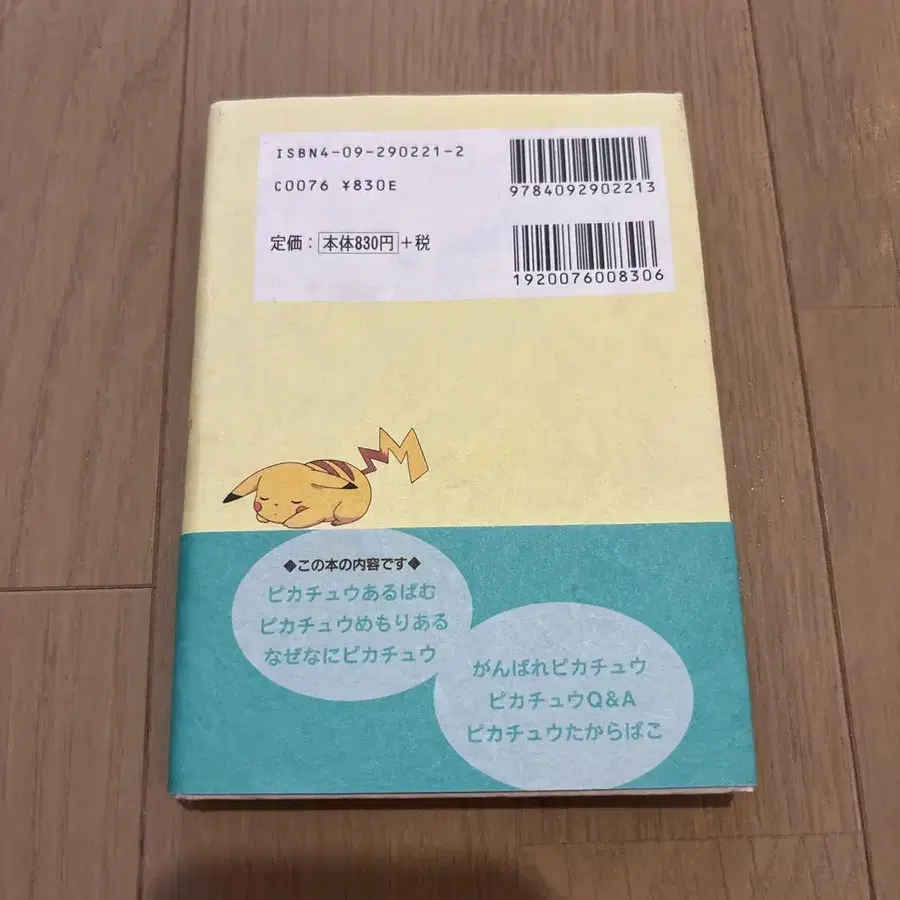 ISBN4-09-290221-2
C0076 ¥830E
9784092902213
定価：本体830円＋税
1920076008306
◆この本の内容です◆
ピカチュウあるばむ
ピカチュウめもりある
なぜなにピカチュウ
がんばれピカチュウ
ピカチュウQ&A
ピカチュウたからばこ